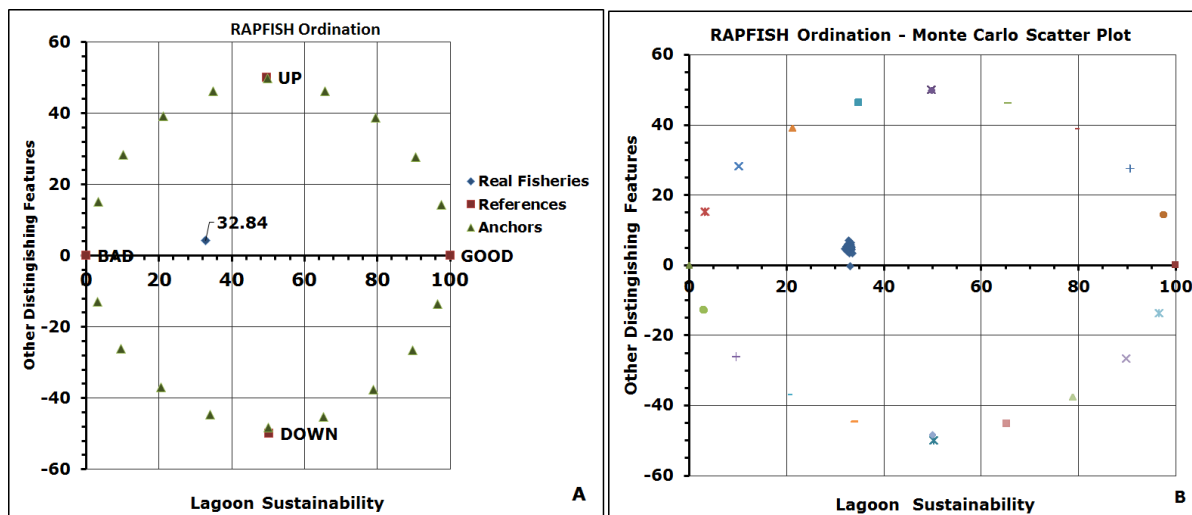 RAPFISH Ordination
60
40
20
0
-20
-40
-60
0 20 40 60 80 100
Other Distingishing Features
UP
32.84
BAD
GOOD
DOWN
Real Fisheries
References
Anchors
Lagoon Sustainability
A
RAPFISH Ordination - Monte Carlo Scatter Plot
60
40
20
0
-20
-40
-60
0 20 40 60 80 100
Other Distingishing Features
Lagoon Sustainability
B